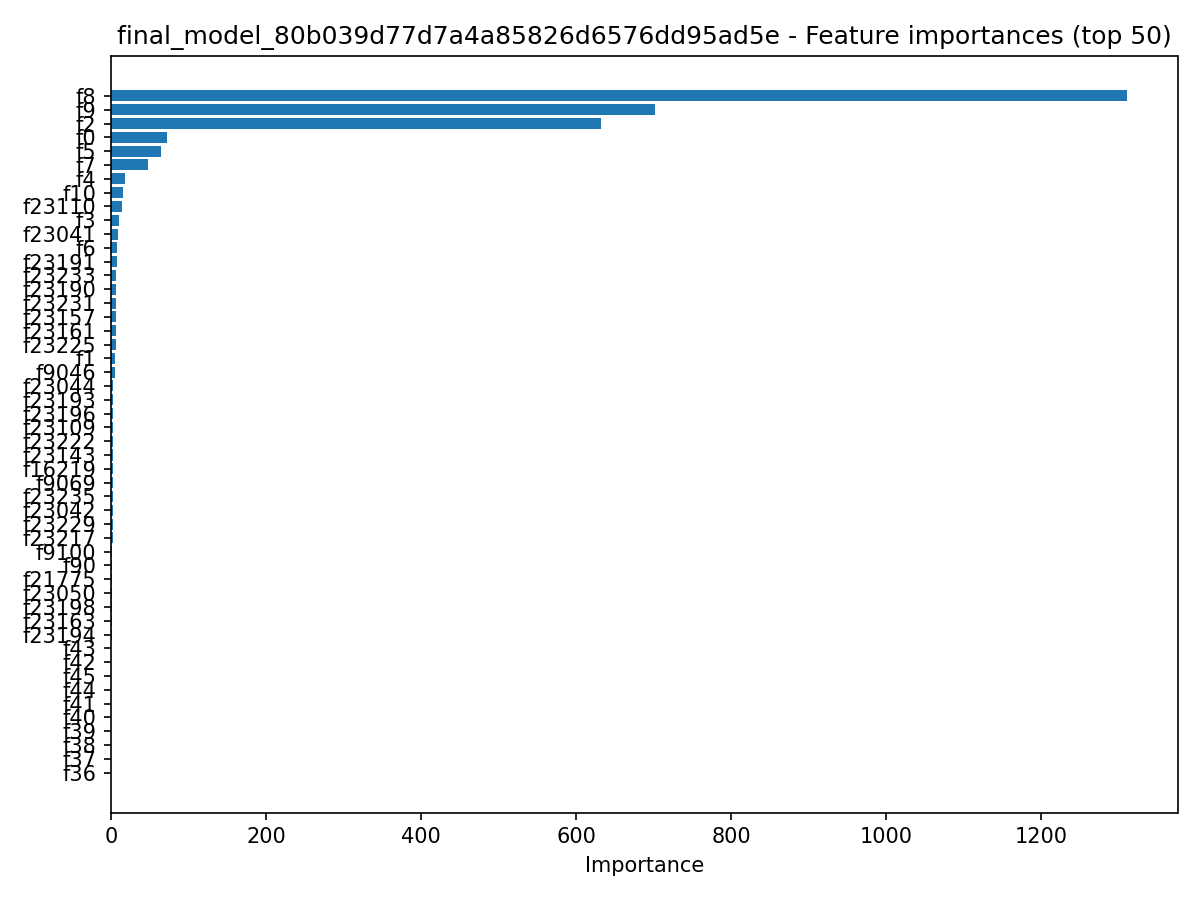 final_model_80b039d77d7a4a85826d6576dd95ad5e - Feature importances (top 50)
f8
f9
f2
f0
f5
f7
f4
f10
f23110
f3
f23041
f6
f23191
f23233
f23190
f23231
f23157
f23161
f23225
f1
f9046
f23044
f23193
f23196
f23109
f23222
f23143
f16219
f9069
f23235
f23042
f23229
f23217
f9100
f90
f21775
f23050
f23198
f23163
f23194
f43
f42
f45
f44
f41
f40
f39
f38
f37
f36
0 200 400 600 800 1000 1200
Importance